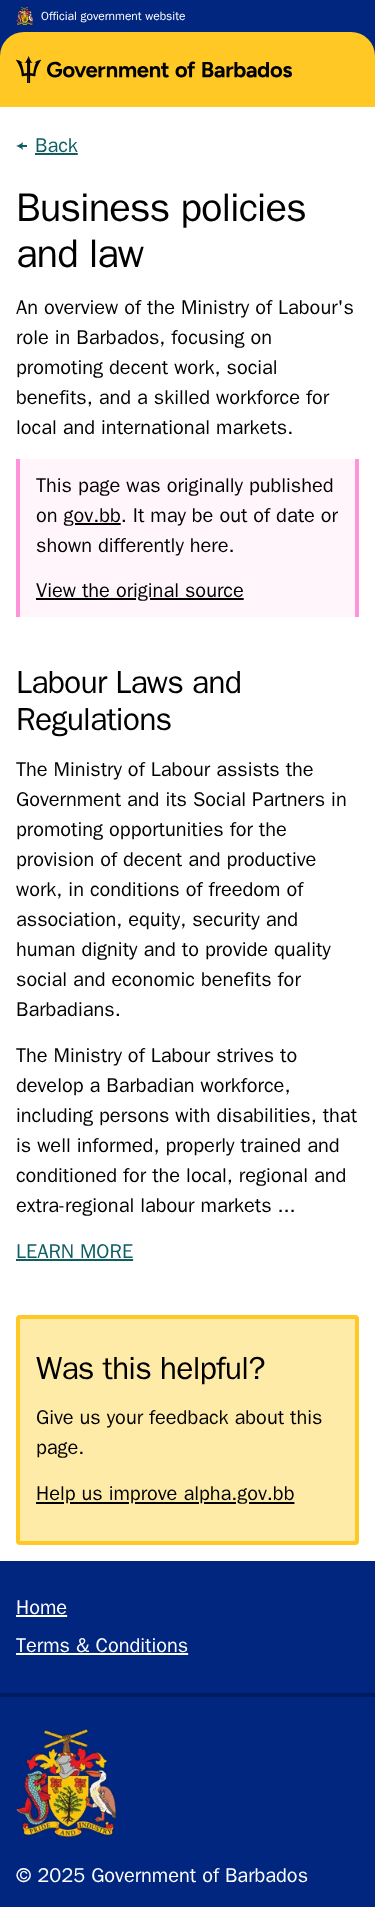 Official government website
Government of Barbados
← Back
Business policies
and law
An overview of the Ministry of Labour's
role in Barbados, focusing on
promoting decent work, social
benefits, and a skilled workforce for
local and international markets.
This page was originally published
on gov.bb. It may be out of date or
shown differently here.
View the original source
Labour Laws and
Regulations
The Ministry of Labour assists the
Government and its Social Partners in
promoting opportunities for the
provision of decent and productive
work, in conditions of freedom of
association, equity, security and
human dignity and to provide quality
social and economic benefits for
Barbadians.
The Ministry of Labour strives to
develop a Barbadian workforce,
including persons with disabilities, that
is well informed, properly trained and
conditioned for the local, regional and
extra-regional labour markets ...
LEARN MORE
Was this helpful?
Give us your feedback about this
page.
Help us improve alpha.gov.bb
Home
Terms & Conditions
PRIDE AND INDUSTRY
© 2025 Government of Barbados